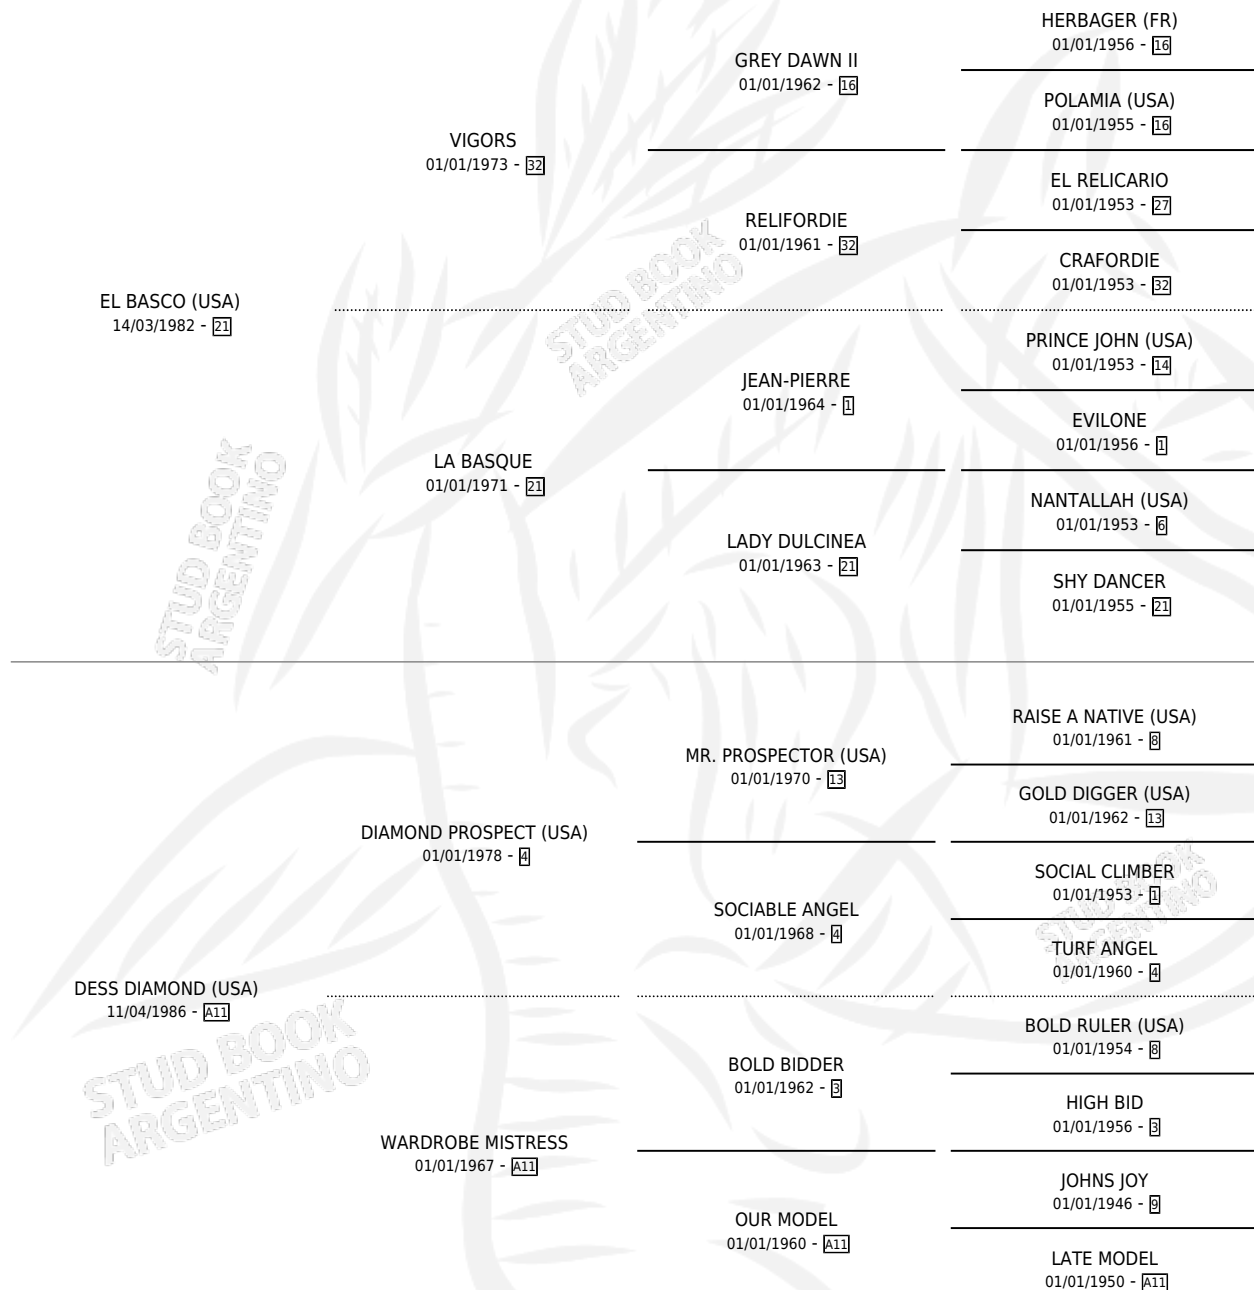 HERBAGER (FR)
01/01/1956 - 16
GREY DAWN II
01/01/1962 - 16
POLAMIA (USA)
01/01/1955 - 16
VIGORS
01/01/1973 - 32
EL RELICARIO
01/01/1953 - 27
RELIFORDIE
01/01/1961 - 32
CRAFORDIE
01/01/1953 - 32
EL BASCO (USA)
14/03/1982 - 21
PRINCE JOHN (USA)
01/01/1953 - 14
JEAN-PIERRE
01/01/1964 - 1
EVILONE
01/01/1956 - 1
LA BASQUE
01/01/1971 - 21
NANTALLAH (USA)
01/01/1953 - 6
LADY DULCINEA
01/01/1963 - 21
SHY DANCER
01/01/1955 - 21
RAISE A NATIVE (USA)
01/01/1961 - 8
MR. PROSPECTOR (USA)
01/01/1970 - 13
GOLD DIGGER (USA)
01/01/1962 - 13
DIAMOND PROSPECT (USA)
01/01/1978 - 4
SOCIAL CLIMBER
01/01/1953 - 1
SOCIABLE ANGEL
01/01/1968 - 4
TURF ANGEL
01/01/1960 - 4
DESS DIAMOND (USA)
11/04/1986 - A11
BOLD RULER (USA)
01/01/1954 - 8
BOLD BIDDER
01/01/1962 - 3
HIGH BID
01/01/1956 - 3
WARDROBE MISTRESS
01/01/1967 - A11
JOHNS JOY
01/01/1946 - 9
OUR MODEL
01/01/1960 - A11
LATE MODEL
01/01/1950 - A11
STUD BOOK
ARGENTINO
STUD BOOK
ARGENTINO
STUD BOOK
ARGENTINO
STUD BOOK
ARGENTINO